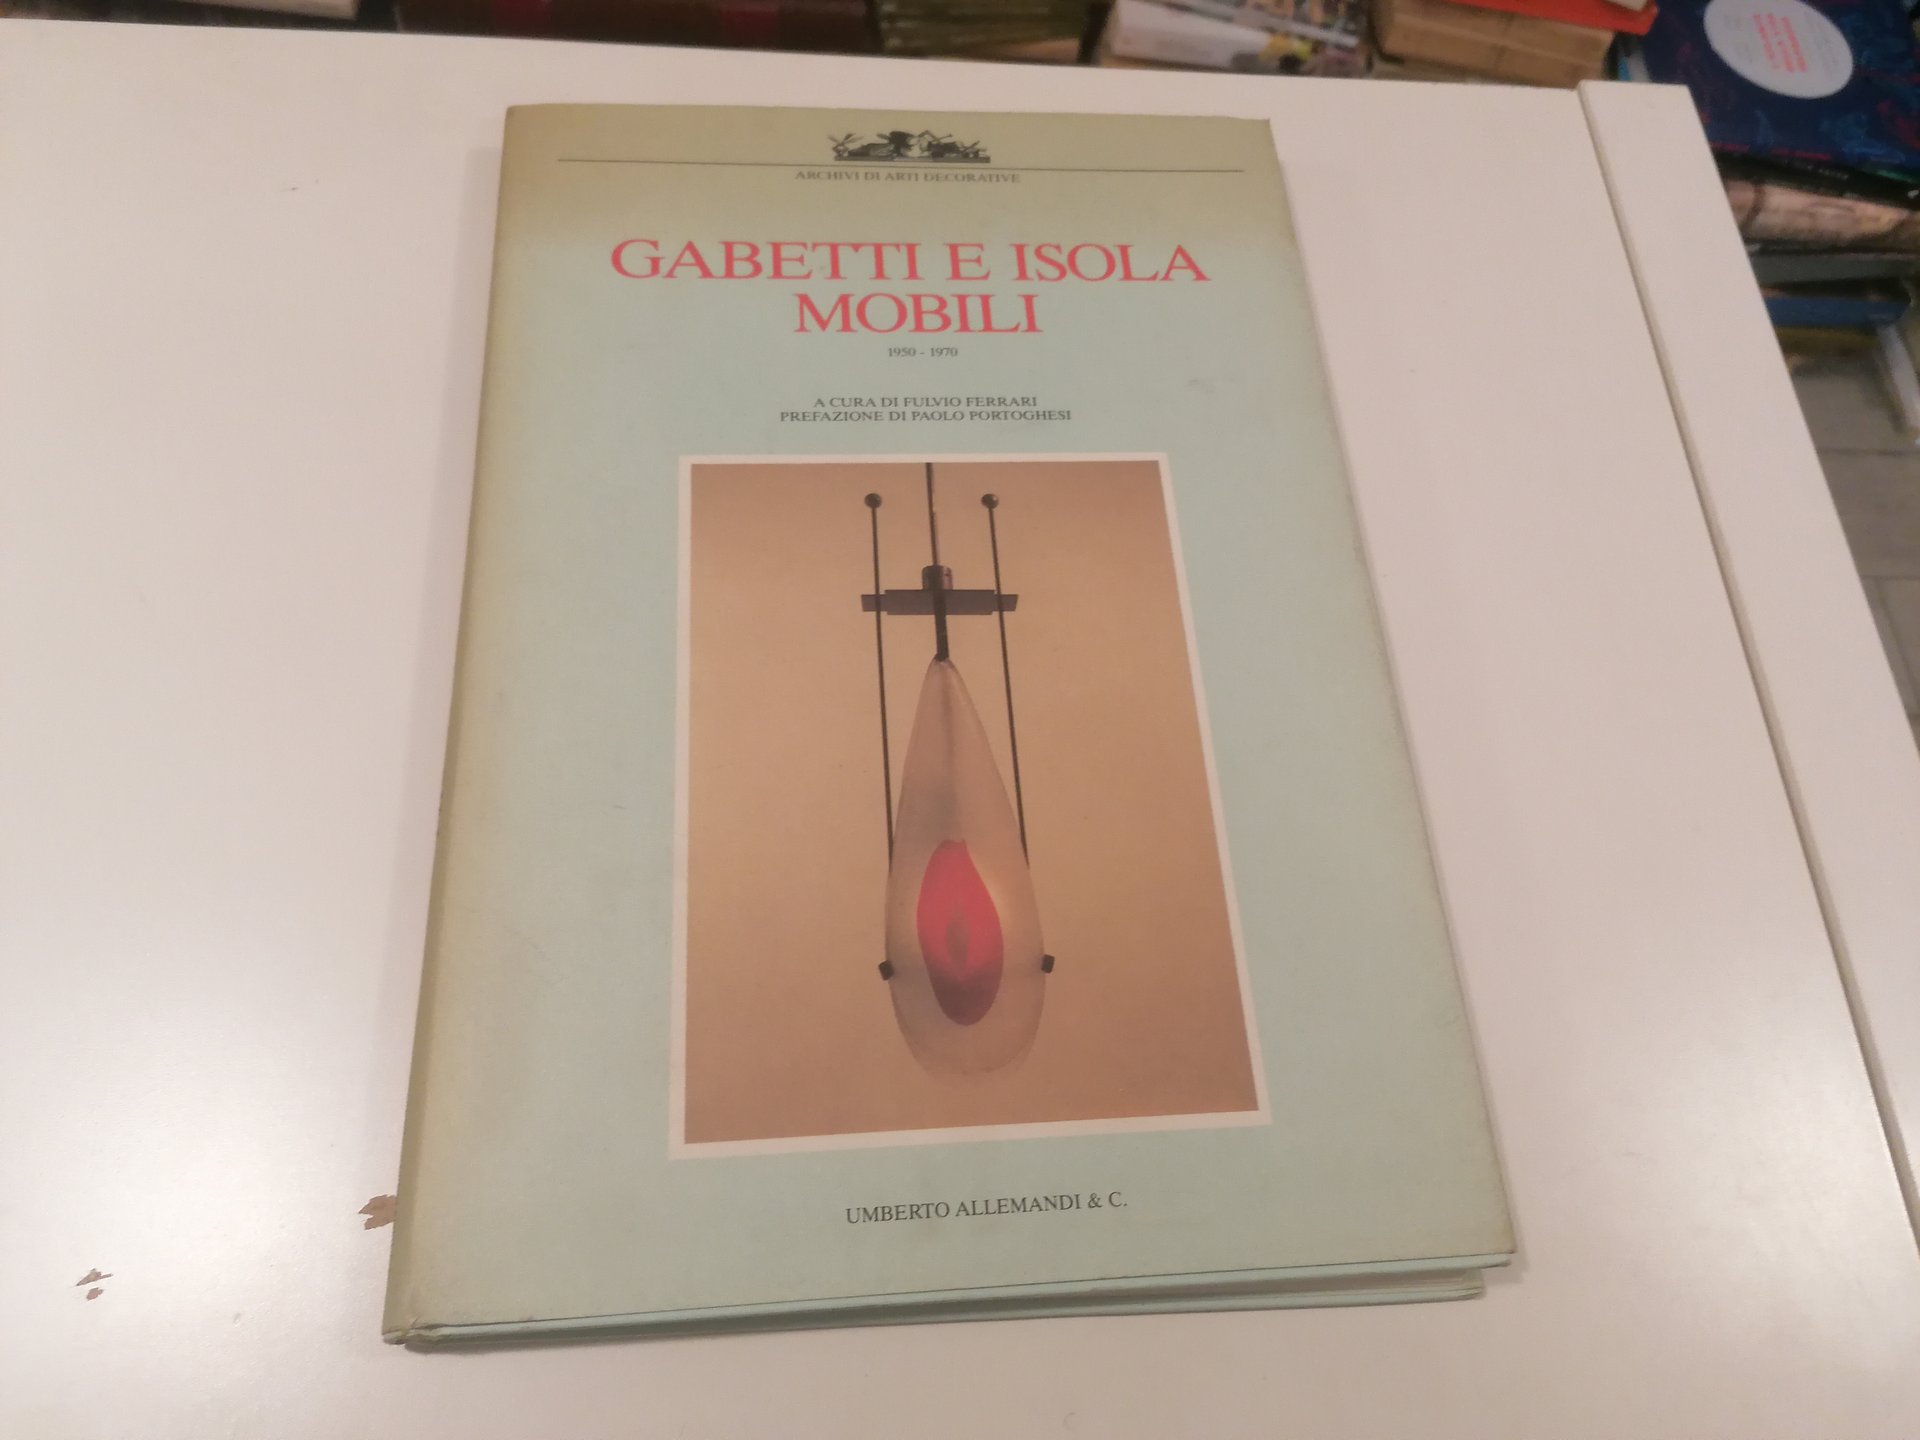 ARCHIVI DI ARTI DECORATIVE
GABETTI E ISOLA
MOBILI
1950 - 1970
A CURA DI FULVIO FERRARI
PREFAZIONE DI PAOLO PORTOGHESI
UMBERTO ALLEMANDI & C.